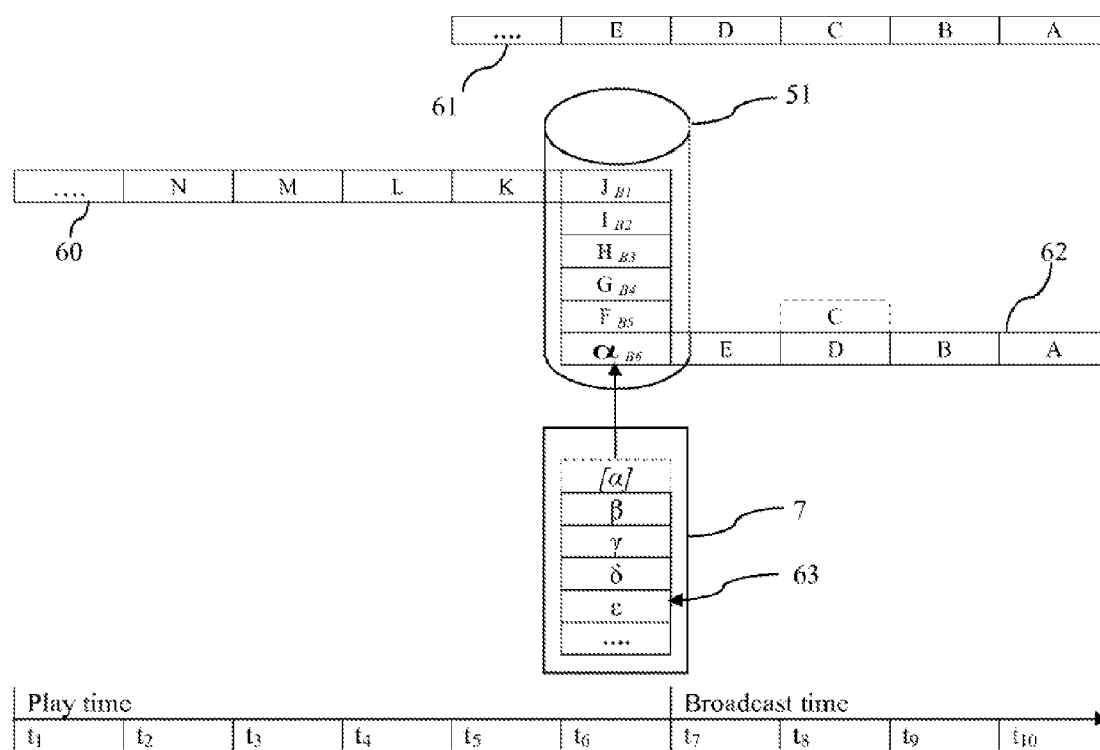 .... E D C B A
61
51
.... N M L K J B1
60
I B2
H B3
62
G B4
F B5 C
α B6 E D B A
[α]
β
7
γ
δ
63
ε
....
Play time Broadcast time
t1 t2 t3 t4 t5 t6 t7 t8 t9 t10